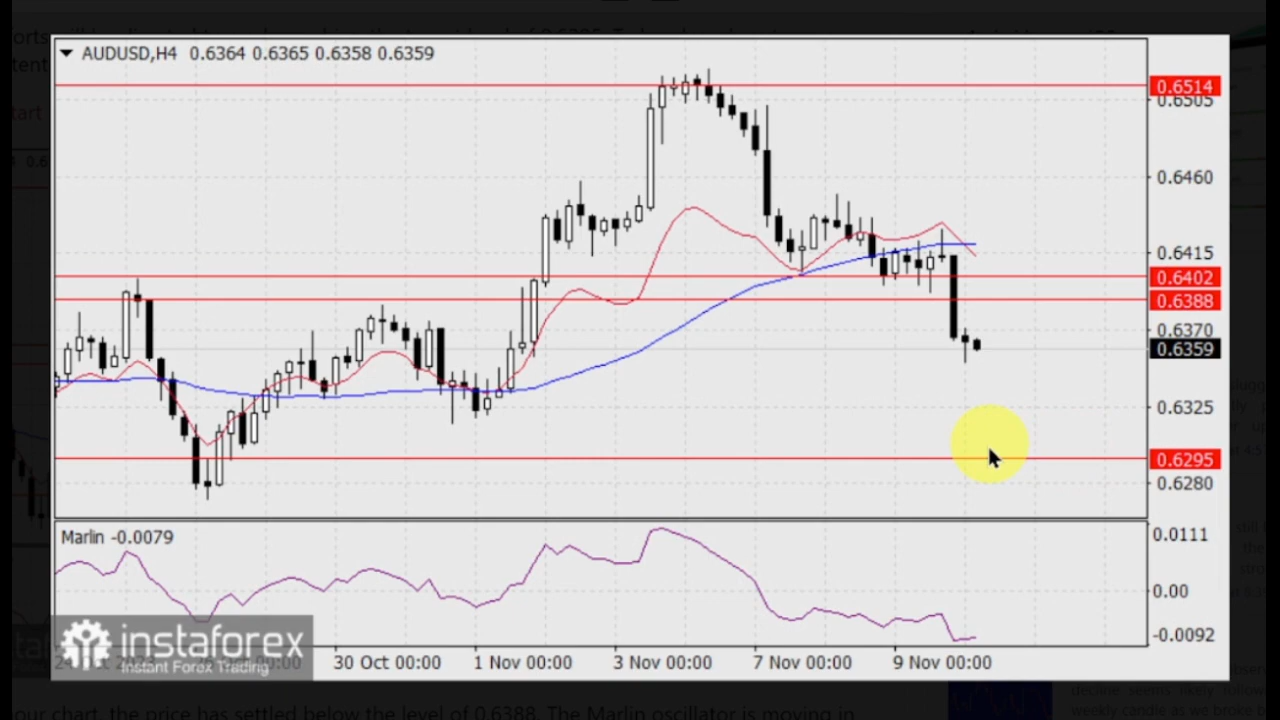 AUDUSD,H4 0.6364 0.6365 0.6358 0.6359
0.6514
0.6505
0.6460
0.6415
0.6402
0.6388
0.6370
0.6359
0.6325
0.6295
0.6280
Marlin -0.0079
0.0111
0.00
-0.0092
instaforex
Instant Forex Trading
30 Oct 00:00
1 Nov 00:00
3 Nov 00:00
7 Nov 00:00
9 Nov 00:00
our chart, the price has settled below the level of 0.6388. The Marlin oscillator is moving in